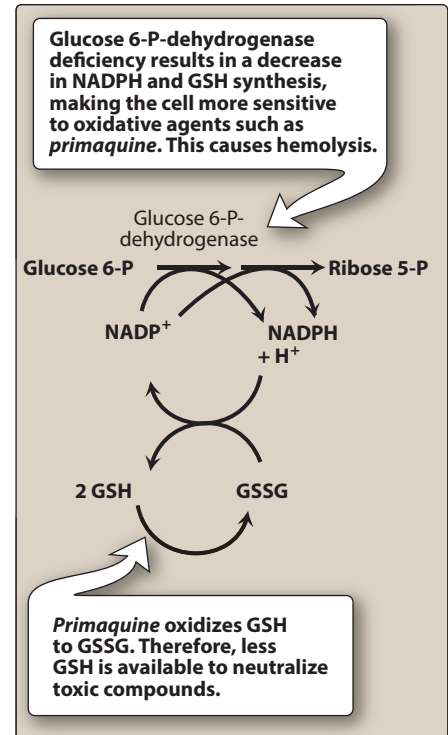 Glucose 6-P-dehydrogenase
deficiency results in a decrease
in NADPH and GSH synthesis,
making the cell more sensitive
to oxidative agents such as
primaquine. This causes hemolysis.
Glucose 6-P-
dehydrogenase
Glucose 6-P
Ribose 5-P
NADP⁺
NADPH
+ H⁺
2 GSH
GSSG
Primaquine oxidizes GSH
to GSSG. Therefore, less
GSH is available to neutralize
toxic compounds.